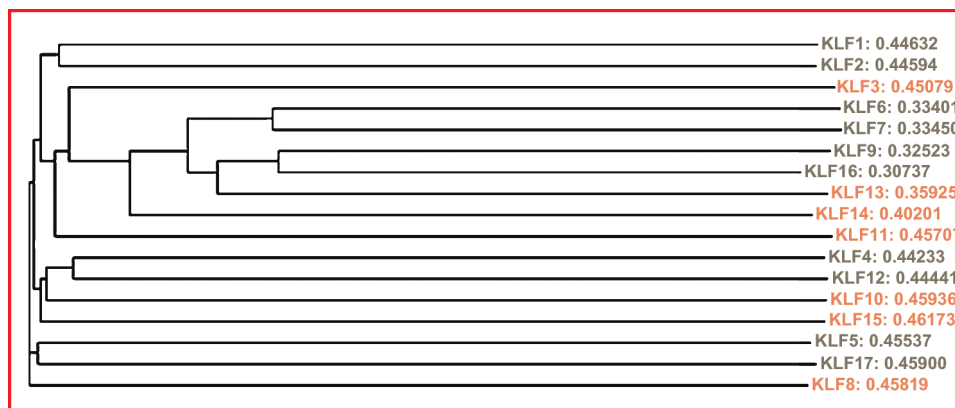 KLF1: 0.44632
KLF2: 0.44594
KLF3: 0.45079
KLF6: 0.33401
KLF7: 0.33450
KLF9: 0.32523
KLF16: 0.30737
KLF13: 0.35925
KLF14: 0.40201
KLF11: 0.45707
KLF4: 0.44233
KLF12: 0.44441
KLF10: 0.45936
KLF15: 0.46173
KLF5: 0.45537
KLF17: 0.45900
KLF8: 0.45819